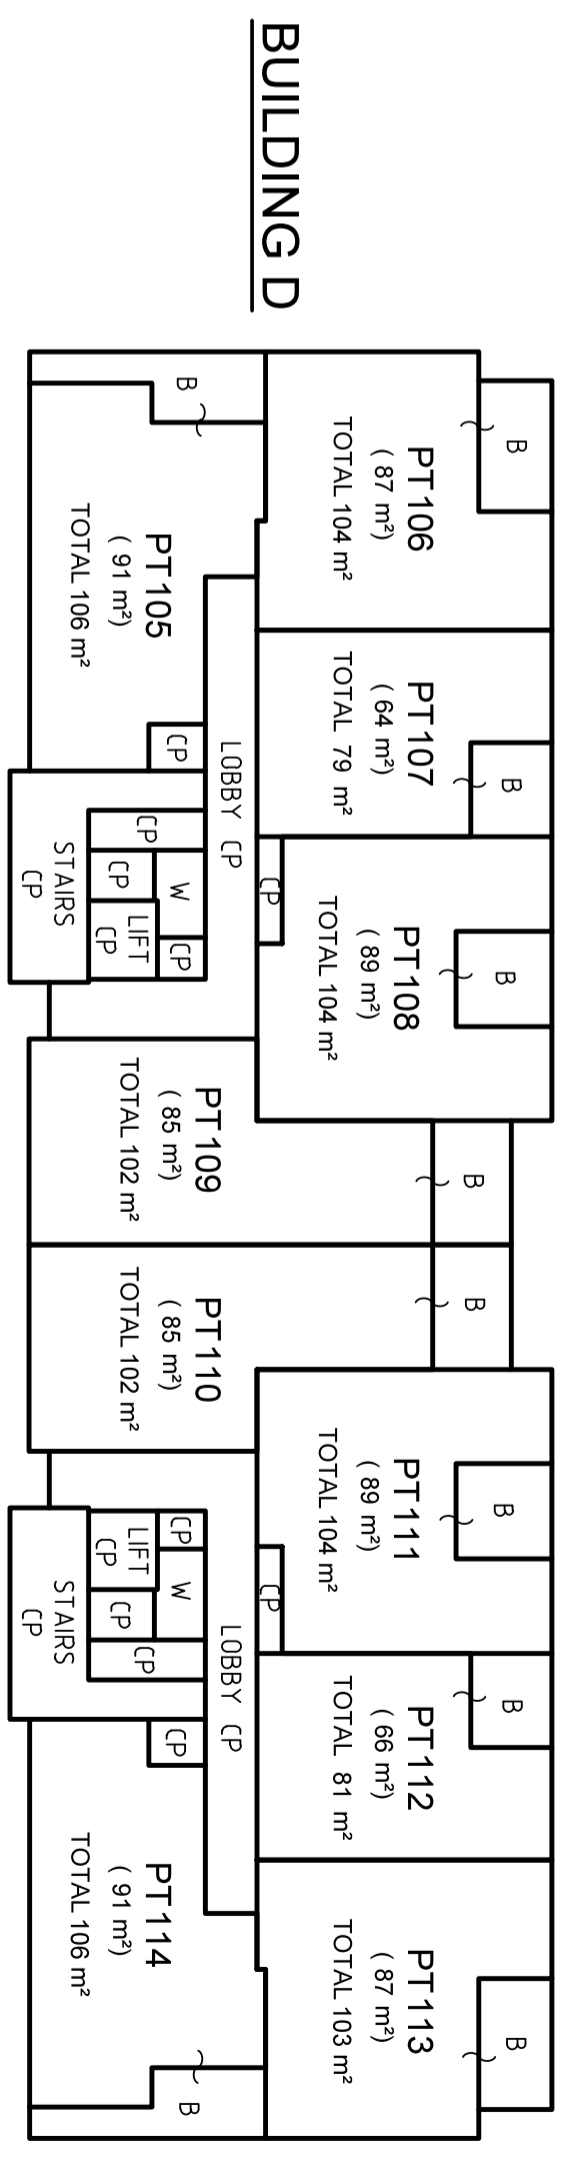 BUILDING D
B
PT106
( 87 m²)
TOTAL 104 m²
B
PT105
( 91 m²)
TOTAL 106 m²
B
PT107
( 64 m²)
TOTAL 79 m²
CP
LOBBY CP
CP
CP
W
CP
LIFT
CP
CP
STAIRS
CP
B
PT108
( 89 m²)
TOTAL 104 m²
CP
B
PT109
( 85 m²)
TOTAL 102 m²
B
PT110
( 85 m²)
TOTAL 102 m²
B
PT111
( 89 m²)
TOTAL 104 m²
CP
LOBBY CP
CP
W
LIFT
CP
CP
CP
STAIRS
CP
CP
B
PT112
( 66 m²)
TOTAL 81 m²
B
PT113
( 87 m²)
TOTAL 103 m²
PT114
( 91 m²)
TOTAL 106 m²
B